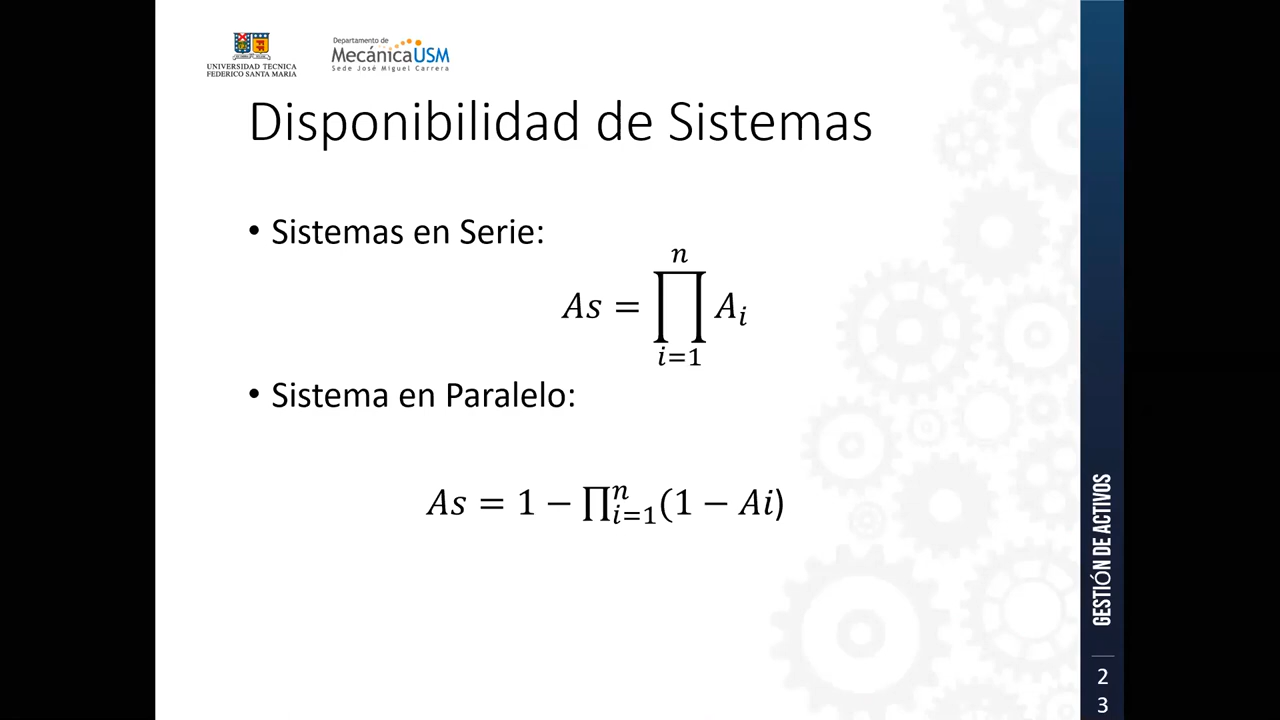 UNIVERSIDAD TECNICA
FEDERICO SANTA MARIA
Departamento de
MecánicaUSM
Sede José Miguel Carrera
Disponibilidad de Sistemas
• Sistemas en Serie:
As = ∏_{i=1}^{n} A_i
• Sistema en Paralelo:
As = 1 − ∏_{i=1}^{n}(1 − Ai)
GESTIÓN DE ACTIVOS
2
3